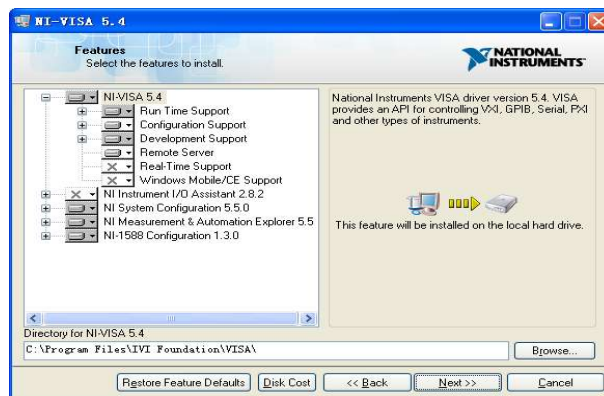 NI-VISA 5.4
Features
Select the features to install.
NATIONAL
INSTRUMENTS
NI-VISA 5.4
Run Time Support
Configuration Support
Development Support
Remote Server
Real-Time Support
Windows Mobile/CE Support
NI Instrument I/O Assistant 2.8.2
NI System Configuration 5.5.0
NI Measurement & Automation Explorer 5.5
NI-1588 Configuration 1.3.0
National Instruments VISA driver version 5.4. VISA
provides an API for controlling VXI, GPIB, Serial, PXI
and other types of instruments.
This feature will be installed on the local hard drive.
Directory for NI-VISA 5.4
C:\Program Files\IVI Foundation\VISA\
Browse...
Restore Feature Defaults
Disk Cost
<< Back
Next >>
Cancel